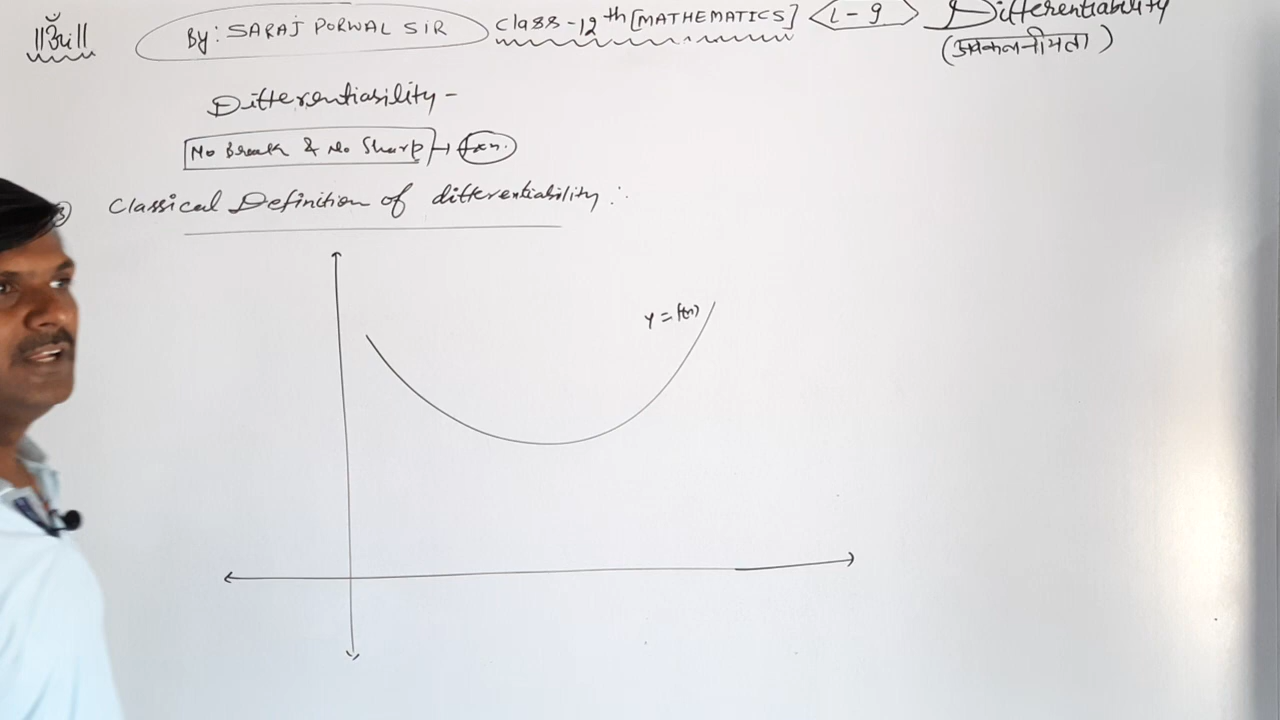 ||ॐ||
By: SARAJ PORWAL SIR
Class-12th [MATHEMATICS]
L-9
Differentiability
(अवकलनीयता)
Differentiability -
No Break & No Sharp → fxn.
Classical Definition of differentiability :.
y = f(x)